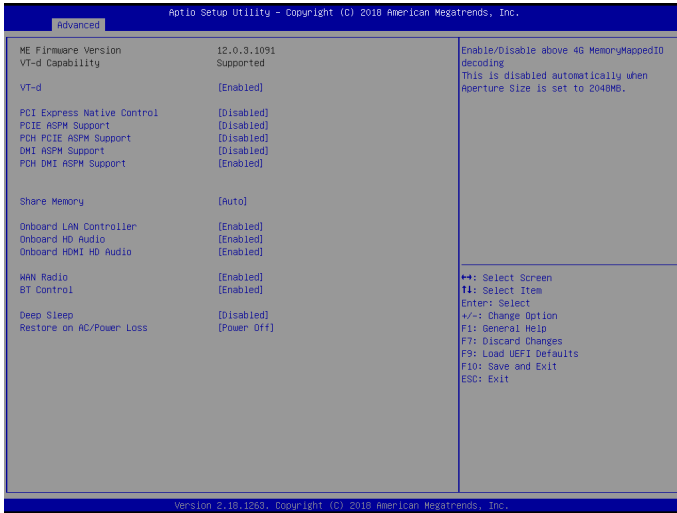 Aptio Setup Utility – Copyright (C) 2018 American Megatrends, Inc.
Advanced
ME Firmware Version 12.0.3.1091
VT-d Capability Supported
VT-d [Enabled]
PCI Express Native Control [Disabled]
PCIE ASPM Support [Disabled]
PCH PCIE ASPM Support [Disabled]
DMI ASPM Support [Disabled]
PCH DMI ASPM Support [Enabled]
Share Memory [Auto]
Onboard LAN Controller [Enabled]
Onboard HD Audio [Enabled]
Onboard HDMI HD Audio [Enabled]
WAN Radio [Enabled]
BT Control [Enabled]
Deep Sleep [Disabled]
Restore on AC/Power Loss [Power Off]
Enable/Disable above 4G MemoryMappedIO
decoding
This is disabled automatically when
Aperture Size is set to 2048MB.
↔: Select Screen
↑↓: Select Item
Enter: Select
+/-: Change Option
F1: General Help
F7: Discard Changes
F9: Load UEFI Defaults
F10: Save and Exit
ESC: Exit
Version 2.18.1263. Copyright (C) 2018 American Megatrends, Inc.